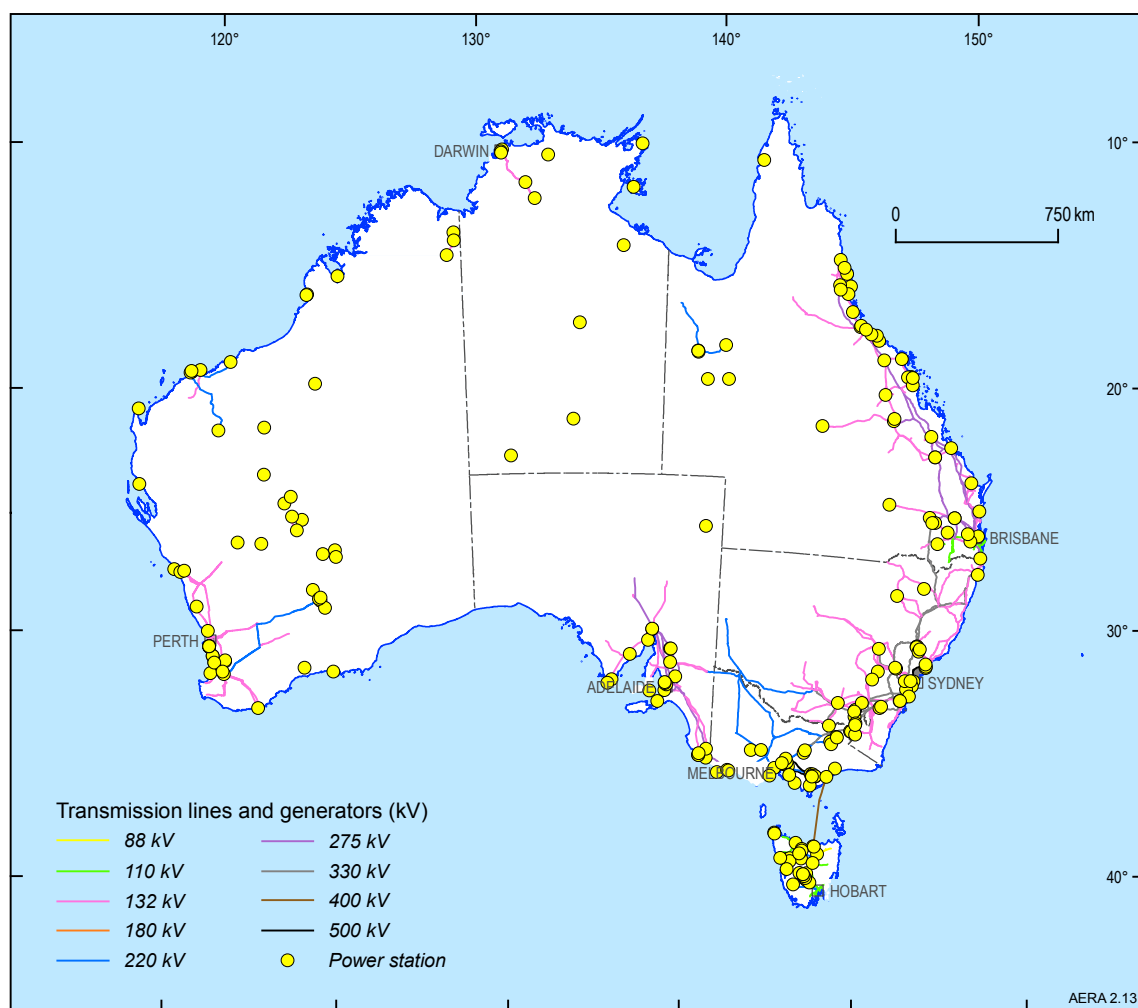 120°
130°
140°
150°
10°
DARWIN
0
750 km
20°
BRISBANE
30°
PERTH
ADELAIDE
SYDNEY
MELBOURNE
HOBART
40°
Transmission lines and generators (kV)
88 kV
110 kV
132 kV
180 kV
220 kV
275 kV
330 kV
400 kV
500 kV
Power station
AERA 2.13